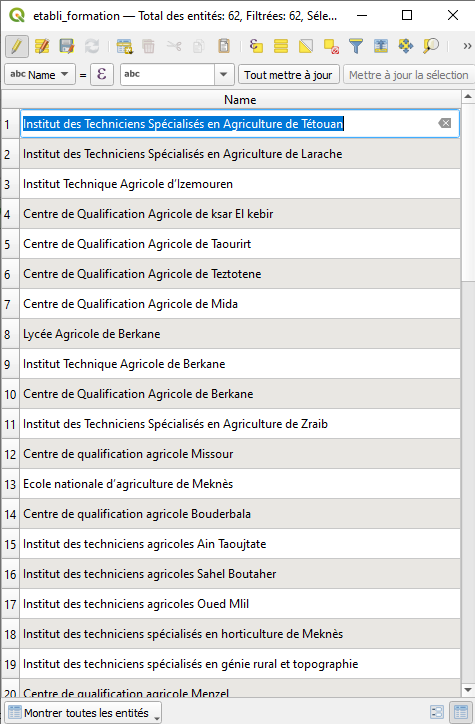 etabli_formation — Total des entités: 62, Filtrées: 62, Séle...
abc Name = ε abc Tout mettre à jour Mettre à jour la sélection
Name
1 Institut des Techniciens Spécialisés en Agriculture de Tétouan
2 Institut des Techniciens Spécialisés en Agriculture de Larache
3 Institut Technique Agricole d'Izemouren
4 Centre de Qualification Agricole de ksar El kebir
5 Centre de Qualification Agricole de Taourirt
6 Centre de Qualification Agricole de Teztotene
7 Centre de Qualification Agricole de Mida
8 Lycée Agricole de Berkane
9 Institut Technique Agricole de Berkane
10 Centre de Qualification Agricole de Berkane
11 Institut des Techniciens Spécialisés en Agriculture de Zraib
12 Centre de qualification agricole Missour
13 Ecole nationale d'agriculture de Meknès
14 Centre de qualification agricole Bouderbala
15 Institut des techniciens agricoles Ain Taoujtate
16 Institut des techniciens agricoles Sahel Boutaher
17 Institut des techniciens agricoles Oued Mlil
18 Institut des techniciens spécialisés en horticulture de Meknès
19 Institut des techniciens spécialisés en génie rural et topographie
20 Centre de qualification agricole Menzel
Montrer toutes les entités